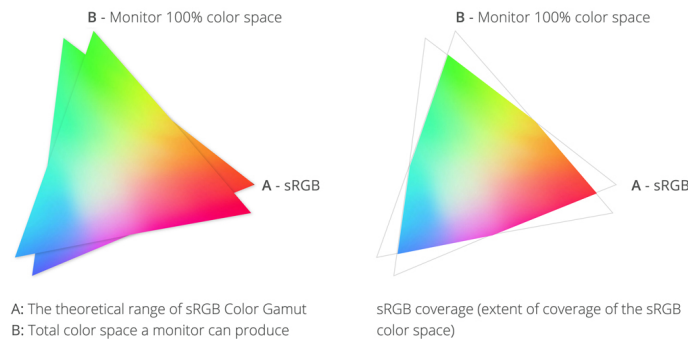 B - Monitor 100% color space
A - sRGB
A: The theoretical range of sRGB Color Gamut
B: Total color space a monitor can produce
B - Monitor 100% color space
A - sRGB
sRGB coverage (extent of coverage of the sRGB
color space)